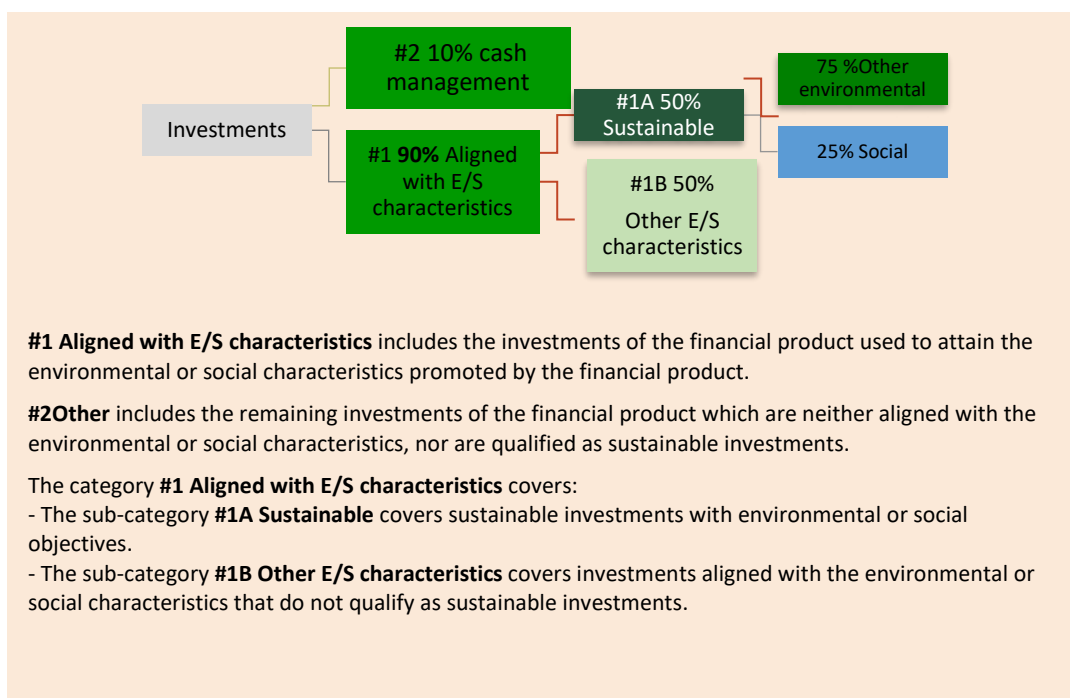 #2 10% cash
management
Investments
#1 90% Aligned
with E/S
characteristics
#1A 50%
Sustainable
#1B 50%
Other E/S
characteristics
75 %Other
environmental
25% Social
#1 Aligned with E/S characteristics includes the investments of the financial product used to attain the
environmental or social characteristics promoted by the financial product.
#2Other includes the remaining investments of the financial product which are neither aligned with the
environmental or social characteristics, nor are qualified as sustainable investments.
The category #1 Aligned with E/S characteristics covers:
- The sub-category #1A Sustainable covers sustainable investments with environmental or social
objectives.
- The sub-category #1B Other E/S characteristics covers investments aligned with the environmental or
social characteristics that do not qualify as sustainable investments.